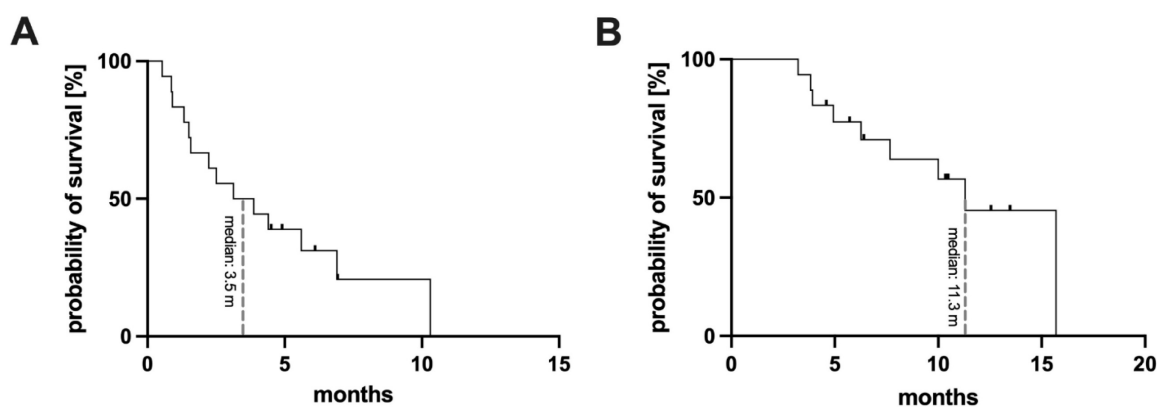 A
probability of survival [%]
100
50
0
median: 3.5 m
0 5 10 15
months
B
probability of survival [%]
100
50
0
median: 11.3 m
0 5 10 15 20
months